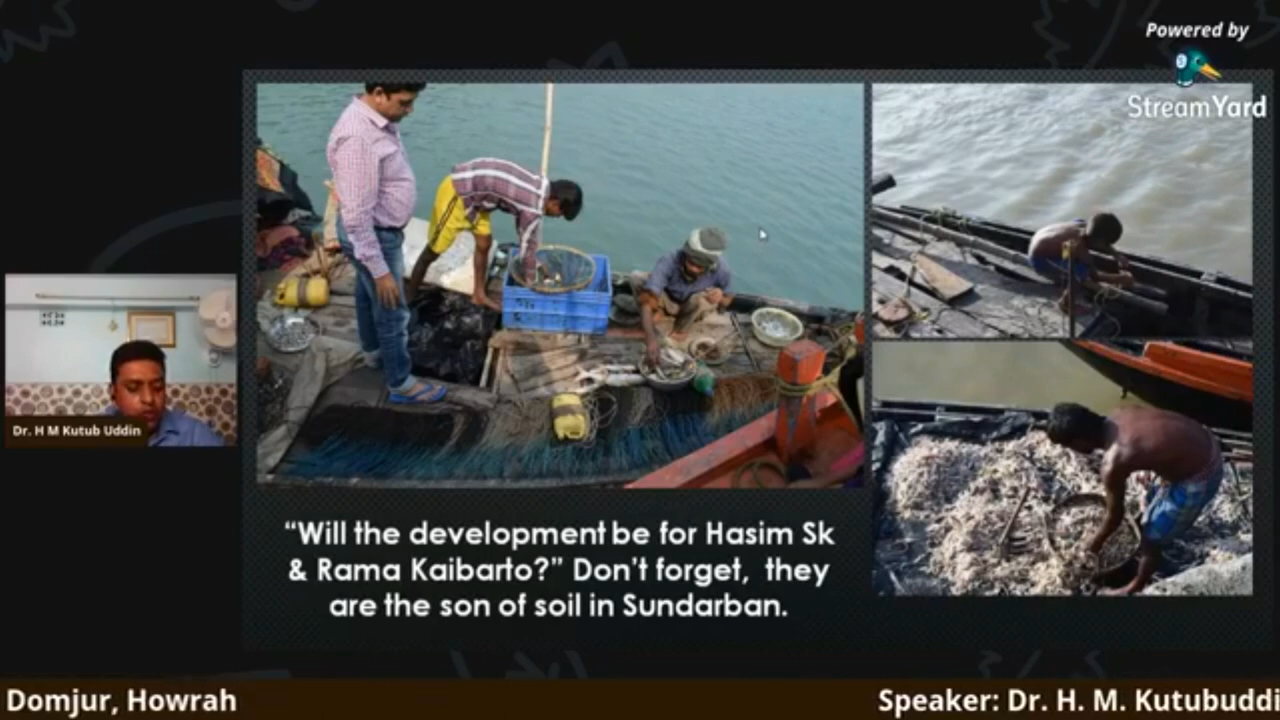 Powered by
StreamYard
Dr. H M Kutub Uddin
“Will the development be for Hasim Sk
& Rama Kaibarto?” Don’t forget, they
are the son of soil in Sundarban.
Domjur, Howrah
Speaker: Dr. H. M. Kutubuddi